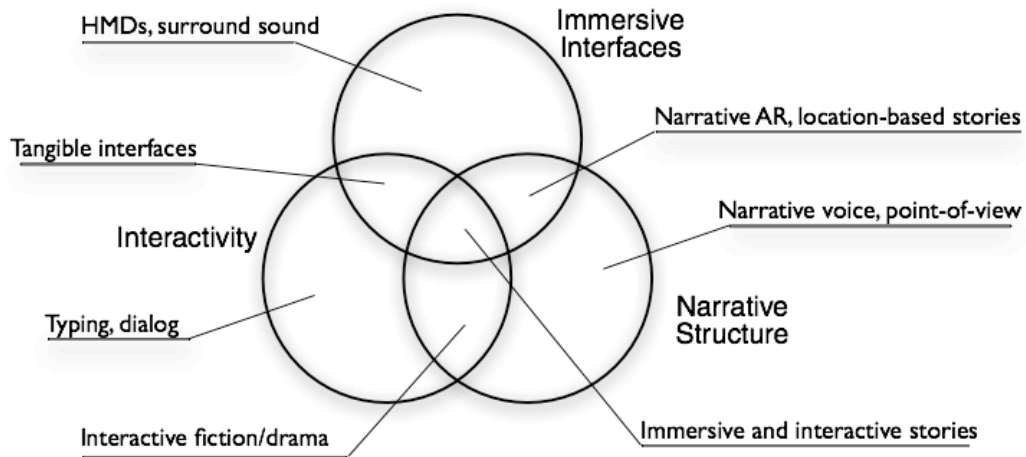 HMDs, surround sound
Immersive
Interfaces
Narrative AR, location-based stories
Tangible interfaces
Narrative voice, point-of-view
Interactivity
Narrative
Structure
Typing, dialog
Interactive fiction/drama
Immersive and interactive stories